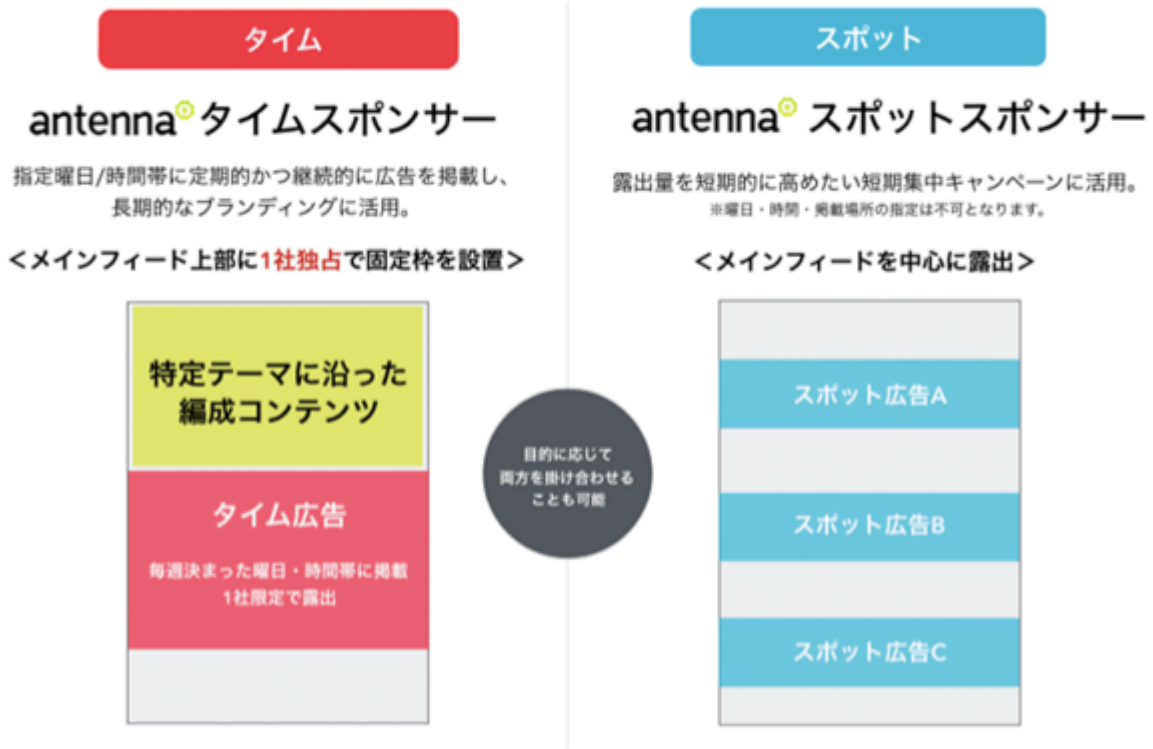 タイム
antenna タイムスポンサー
指定曜日/時間帯に定期的かつ継続的に広告を掲載し、
長期的なブランディングに活用。
＜メインフィード上部に1社独占で固定枠を設置＞
特定テーマに沿った
編成コンテンツ
タイム広告
毎週決まった曜日・時間帯に掲載
1社限定で露出
目的に応じて
両方を掛け合わせる
ことも可能
スポット
antenna スポットスポンサー
露出量を短期的に高めたい短期集中キャンペーンに活用。
※曜日・時間・掲載場所の指定は不可となります。
＜メインフィードを中心に露出＞
スポット広告A
スポット広告B
スポット広告C